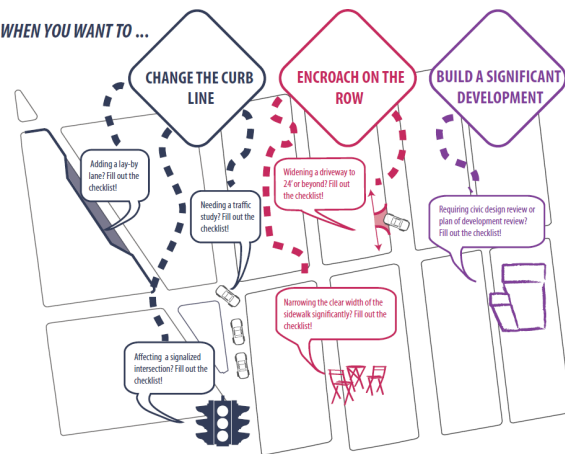 WHEN YOU WANT TO ...
CHANGE THE CURB
LINE
ENCROACH ON THE
ROW
BUILD A SIGNIFICANT
DEVELOPMENT
Adding a lay-by
lane? Fill out the
checklist!
Needing a traffic
study? Fill out the
checklist!
Widening a driveway to
24' or beyond? Fill out
the checklist!
Requiring civic design review or
plan of development review?
Fill out the checklist!
Narrowing the clear width of the
sidewalk significantly? Fill out the
checklist!
Affecting a signalized
intersection? Fill out the
checklist!